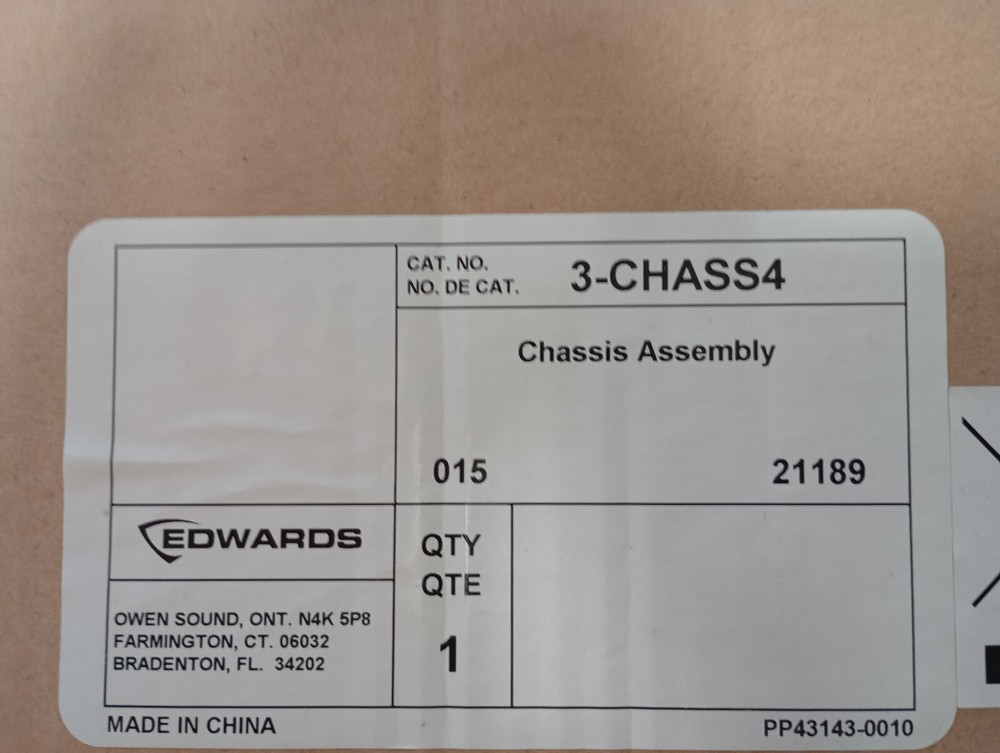 CAT. NO.
NO. DE CAT.
3-CHASS4
Chassis Assembly
015 21189
EDWARDS
QTY
QTE
1
OWEN SOUND, ONT. N4K 5P8
FARMINGTON, CT. 06032
BRADENTON, FL. 34202
MADE IN CHINA PP43143-0010